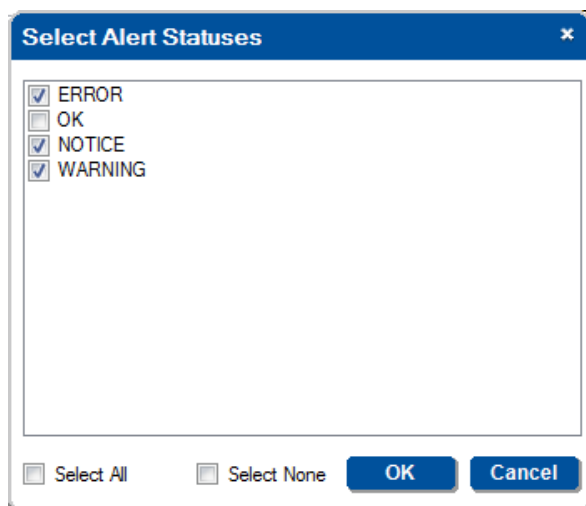 Select Alert Statuses
ERROR
OK
NOTICE
WARNING
Select All Select None OK Cancel